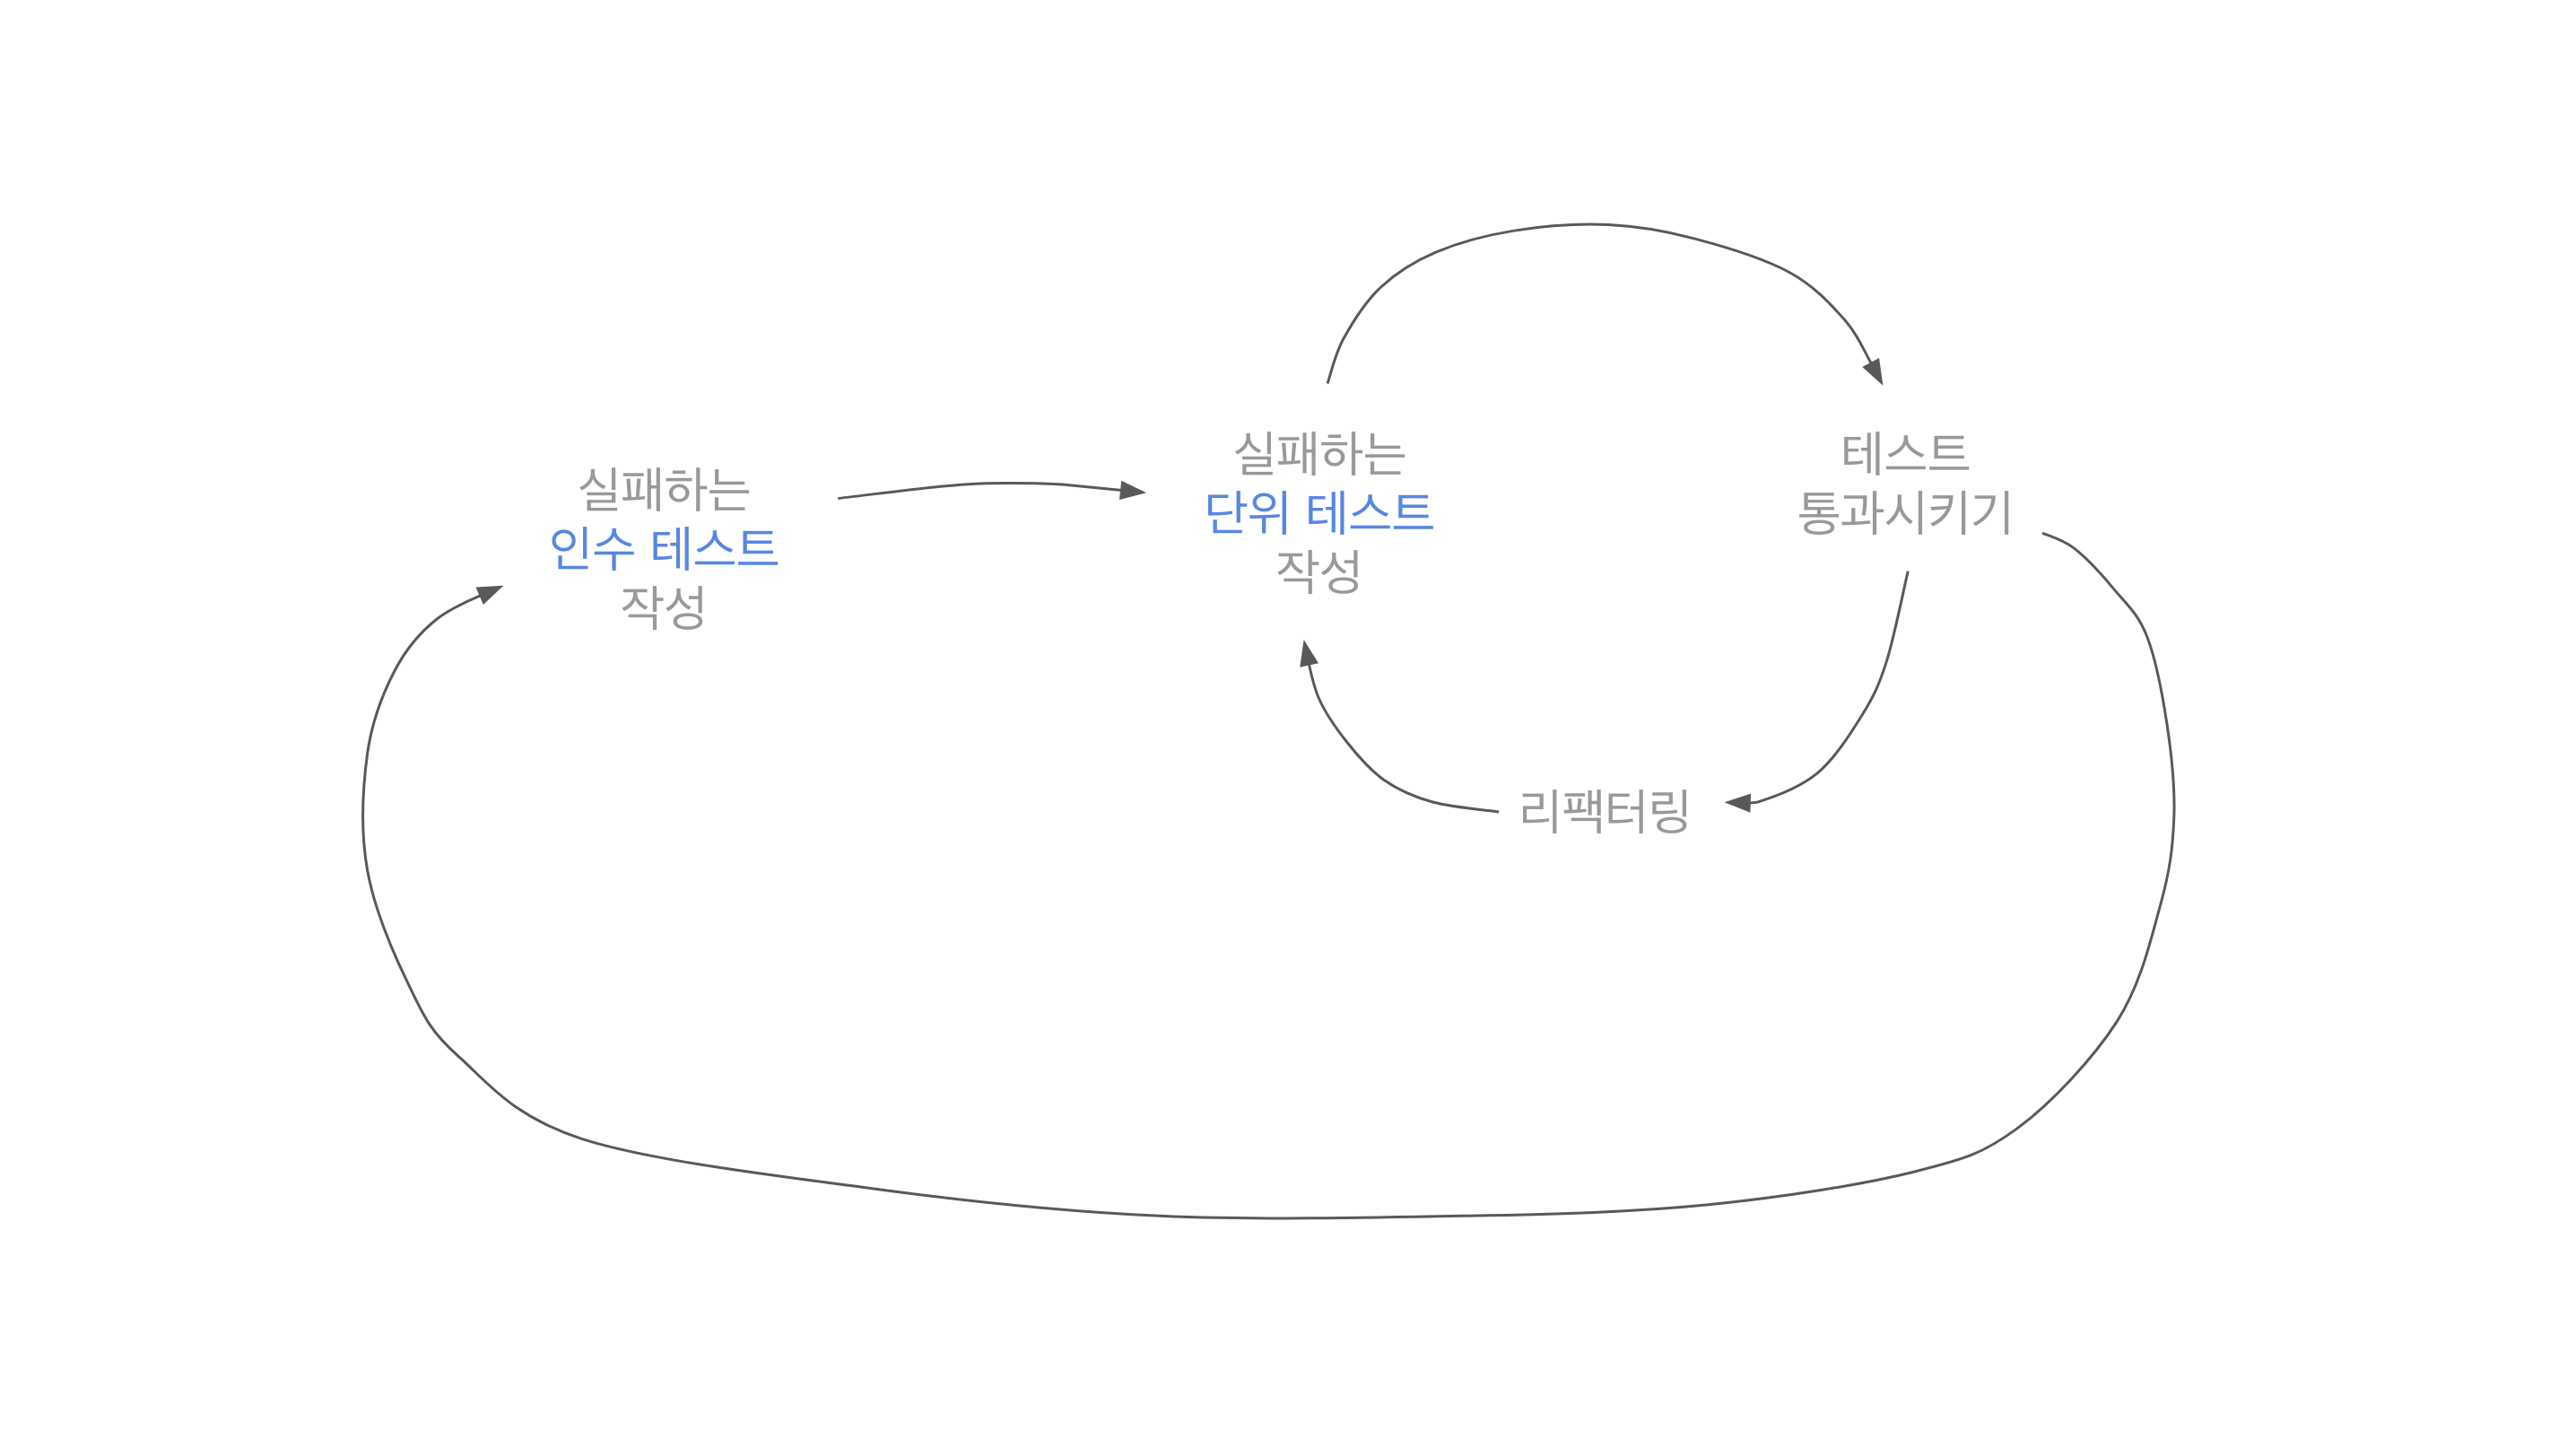 실패하는
인수 테스트
작성
실패하는
단위 테스트
작성
테스트
통과시키기
리팩터링